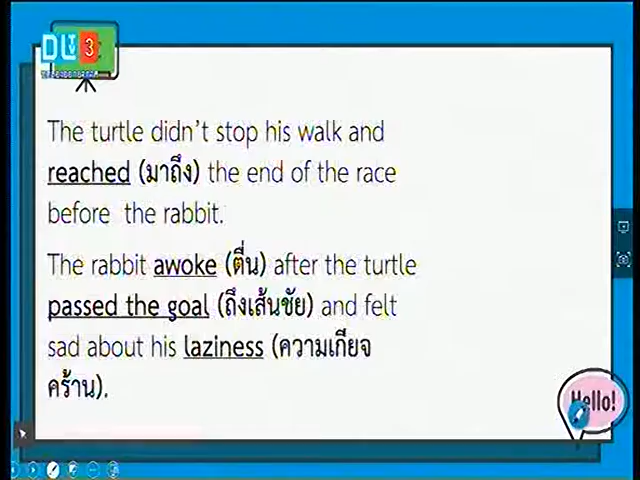 DLTV 3
The turtle didn't stop his walk and
reached (มาถึง) the end of the race
before the rabbit.
The rabbit awoke (ตื่น) after the turtle
passed the goal (ถึงเส้นชัย) and felt
sad about his laziness (ความเกียจ
คร้าน).
Hello!